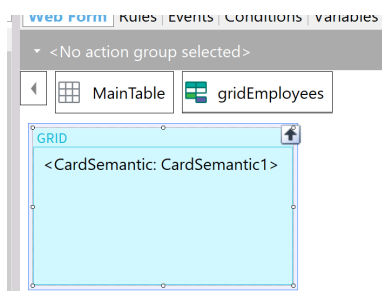 Web Form Rules Events Conditions Variables
<No action group selected>
MainTable gridEmployees
GRID
<CardSemantic: CardSemantic1>